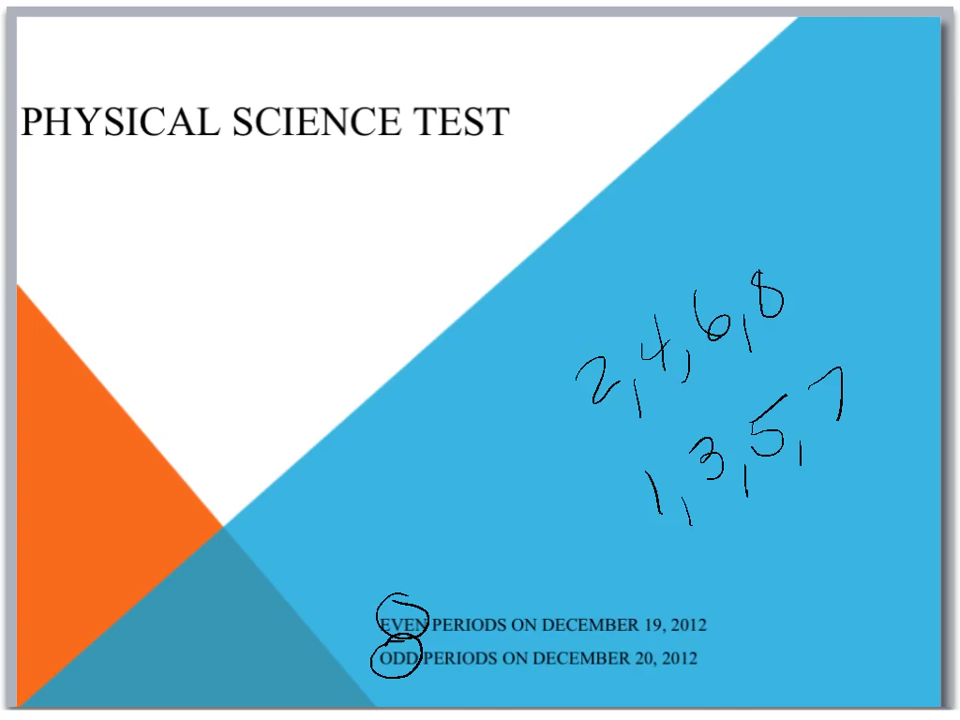 PHYSICAL SCIENCE TEST
2, 4, 6, 8
1, 3, 5, 7
EVEN PERIODS ON DECEMBER 19, 2012
ODD PERIODS ON DECEMBER 20, 2012